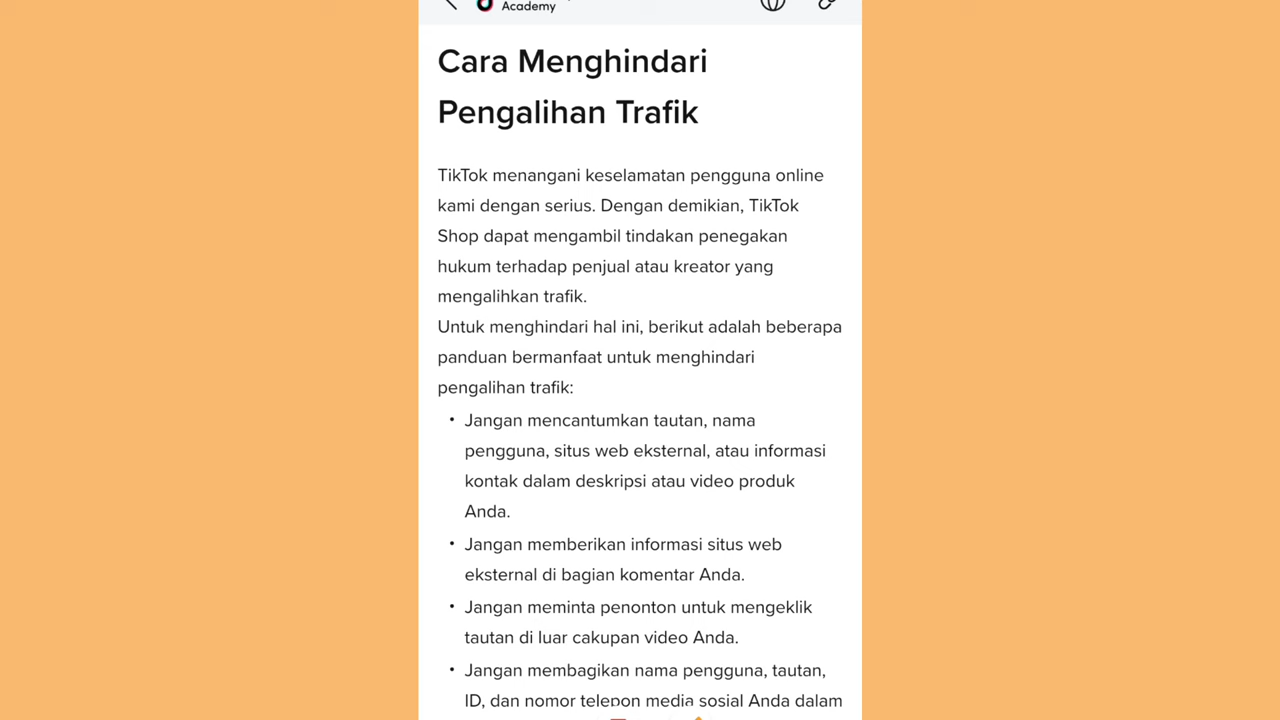 Academy
Cara Menghindari
Pengalihan Trafik
TikTok menangani keselamatan pengguna online
kami dengan serius. Dengan demikian, TikTok
Shop dapat mengambil tindakan penegakan
hukum terhadap penjual atau kreator yang
mengalihkan trafik.
Untuk menghindari hal ini, berikut adalah beberapa
panduan bermanfaat untuk menghindari
pengalihan trafik:
• Jangan mencantumkan tautan, nama
pengguna, situs web eksternal, atau informasi
kontak dalam deskripsi atau video produk
Anda.
• Jangan memberikan informasi situs web
eksternal di bagian komentar Anda.
• Jangan meminta penonton untuk mengeklik
tautan di luar cakupan video Anda.
• Jangan membagikan nama pengguna, tautan,
ID, dan nomor telepon media sosial Anda dalam